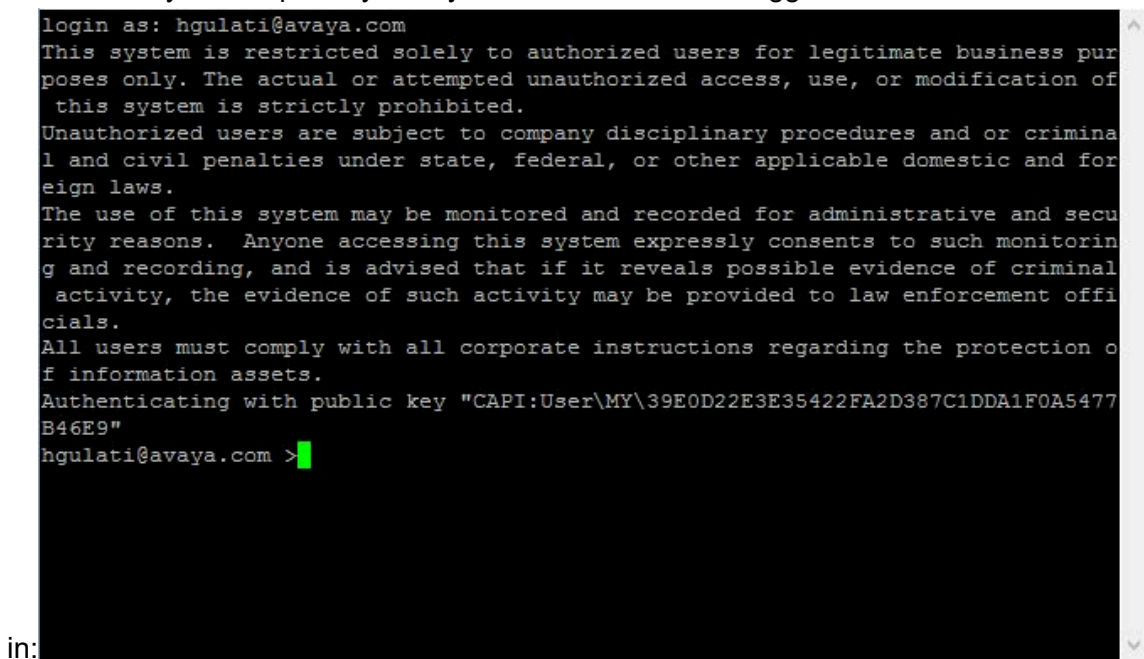 login as: hgulati@avaya.com
This system is restricted solely to authorized users for legitimate business pur
poses only. The actual or attempted unauthorized access, use, or modification of
 this system is strictly prohibited.
Unauthorized users are subject to company disciplinary procedures and or crimina
l and civil penalties under state, federal, or other applicable domestic and for
eign laws.
The use of this system may be monitored and recorded for administrative and secu
rity reasons.  Anyone accessing this system expressly consents to such monitorin
g and recording, and is advised that if it reveals possible evidence of criminal
 activity, the evidence of such activity may be provided to law enforcement offi
cials.
All users must comply with all corporate instructions regarding the protection o
f information assets.
Authenticating with public key "CAPI:User\MY\39E0D22E3E35422FA2D387C1DDA1F0A5477
B46E9"
hgulati@avaya.com >
in: